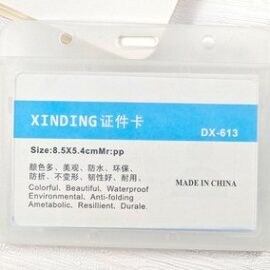 XINDING 证件卡
DX-613
Size:8.5X5.4cmMr:pp
颜色多、美观、防水、环保、
防折、不变形、韧性好、耐用。
Colorful、Beautiful、Waterproof
Environmental、Anti-folding
Ametabolic、Resillient、Durale.
MADE IN CHINA